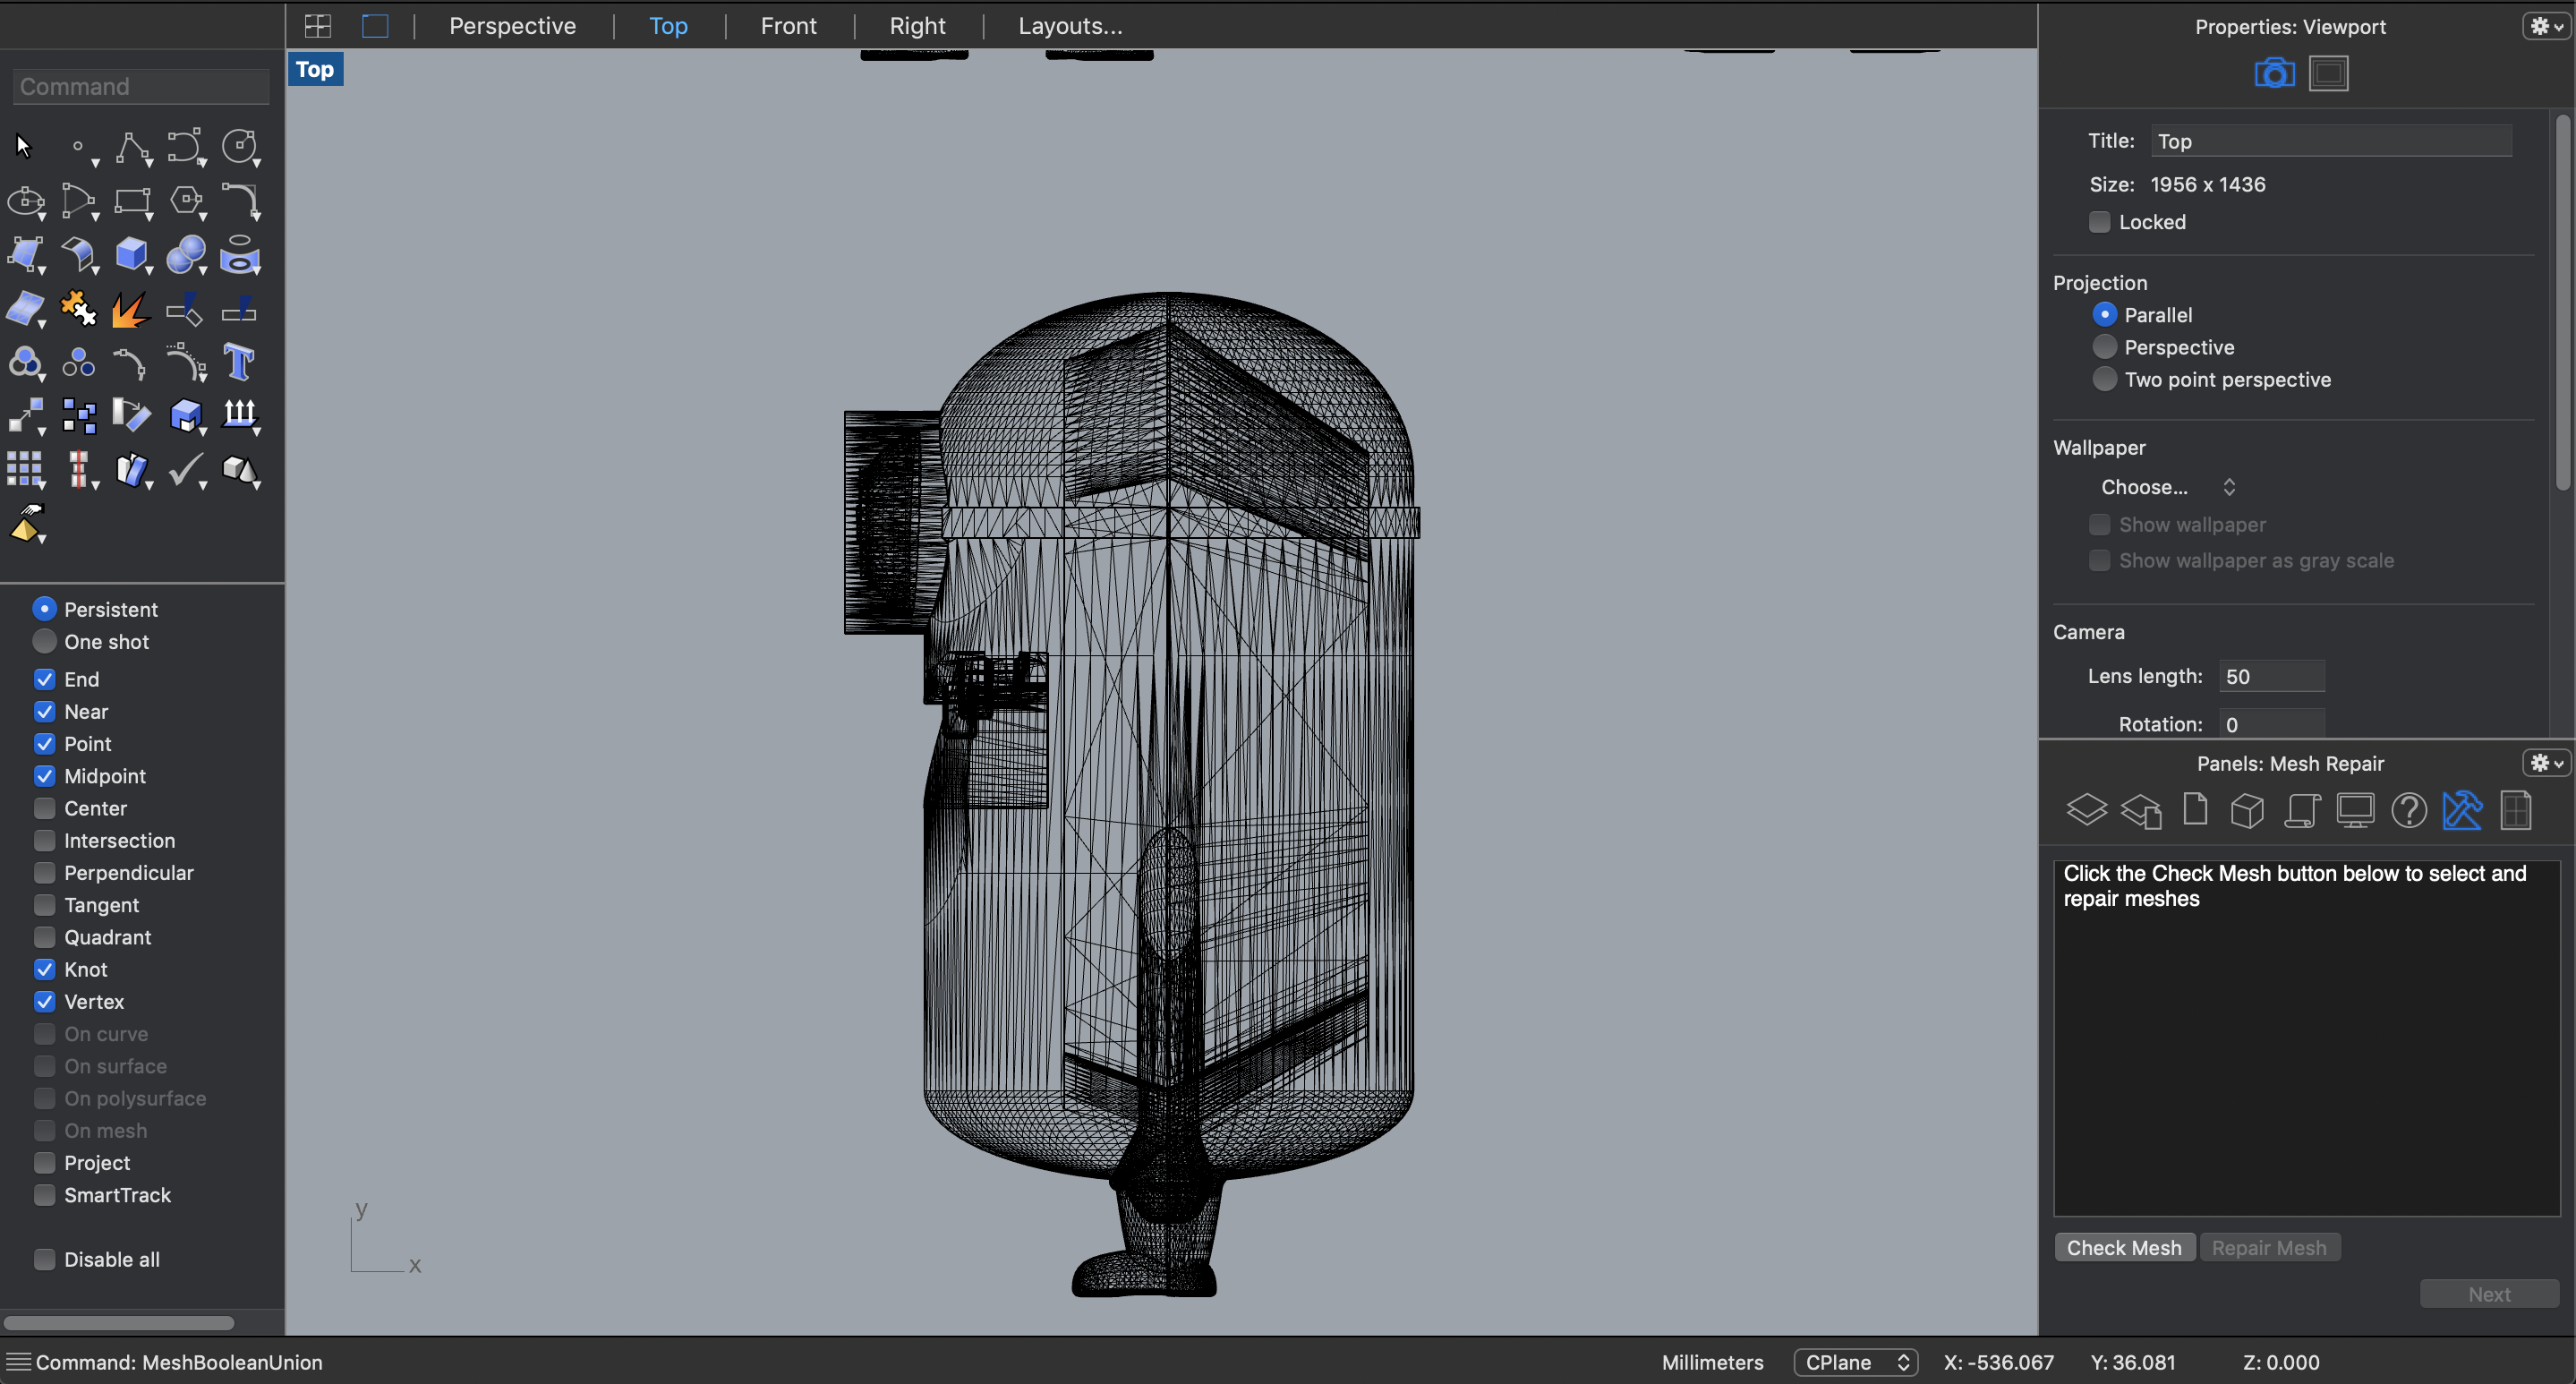 Perspective
Top
Front
Right
Layouts...
Properties: Viewport
Top
Command
Title: Top
Size: 1956 x 1436
Locked
Projection
Parallel
Perspective
Two point perspective
Wallpaper
Choose...
Show wallpaper
Show wallpaper as gray scale
Camera
Lens length: 50
Rotation: 0
Persistent
One shot
End
Near
Point
Midpoint
Center
Intersection
Perpendicular
Tangent
Quadrant
Knot
Vertex
On curve
On surface
On polysurface
On mesh
Project
SmartTrack
Disable all
y
x
Panels: Mesh Repair
Click the Check Mesh button below to select and
repair meshes
Check Mesh
Repair Mesh
Next
Command: MeshBooleanUnion
Millimeters
CPlane
X: -536.067
Y: 36.081
Z: 0.000